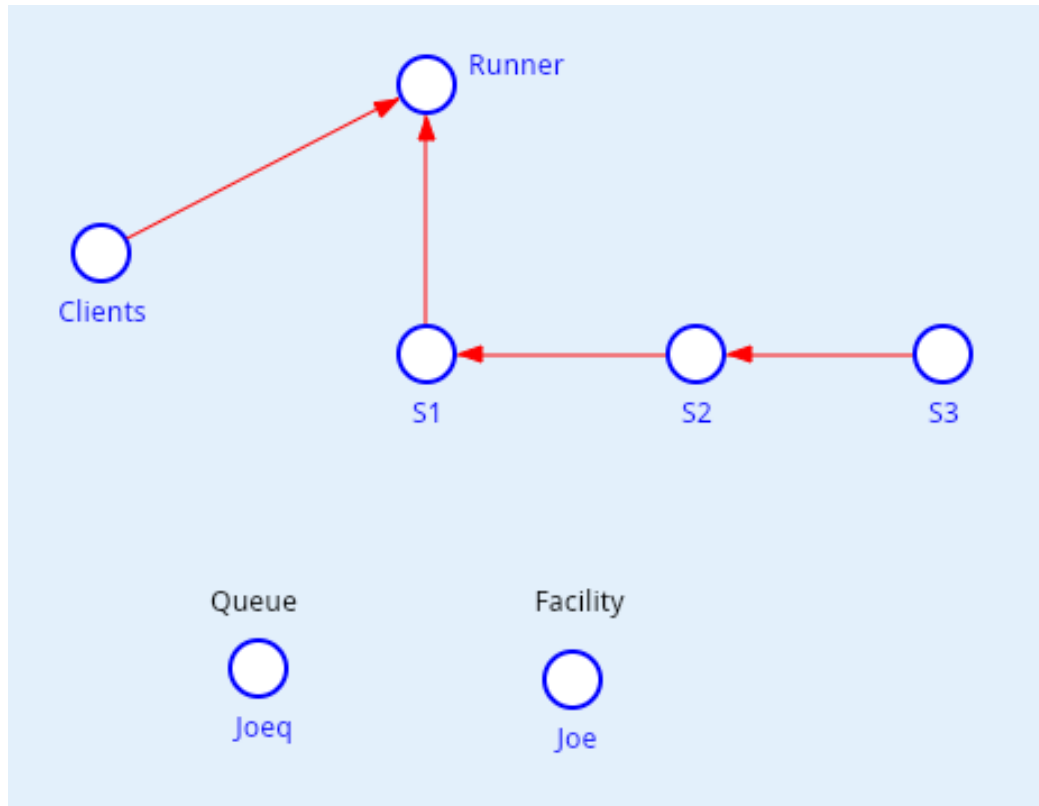 Runner
Clients
S1
S2
S3
Queue
Facility
Joeq
Joe